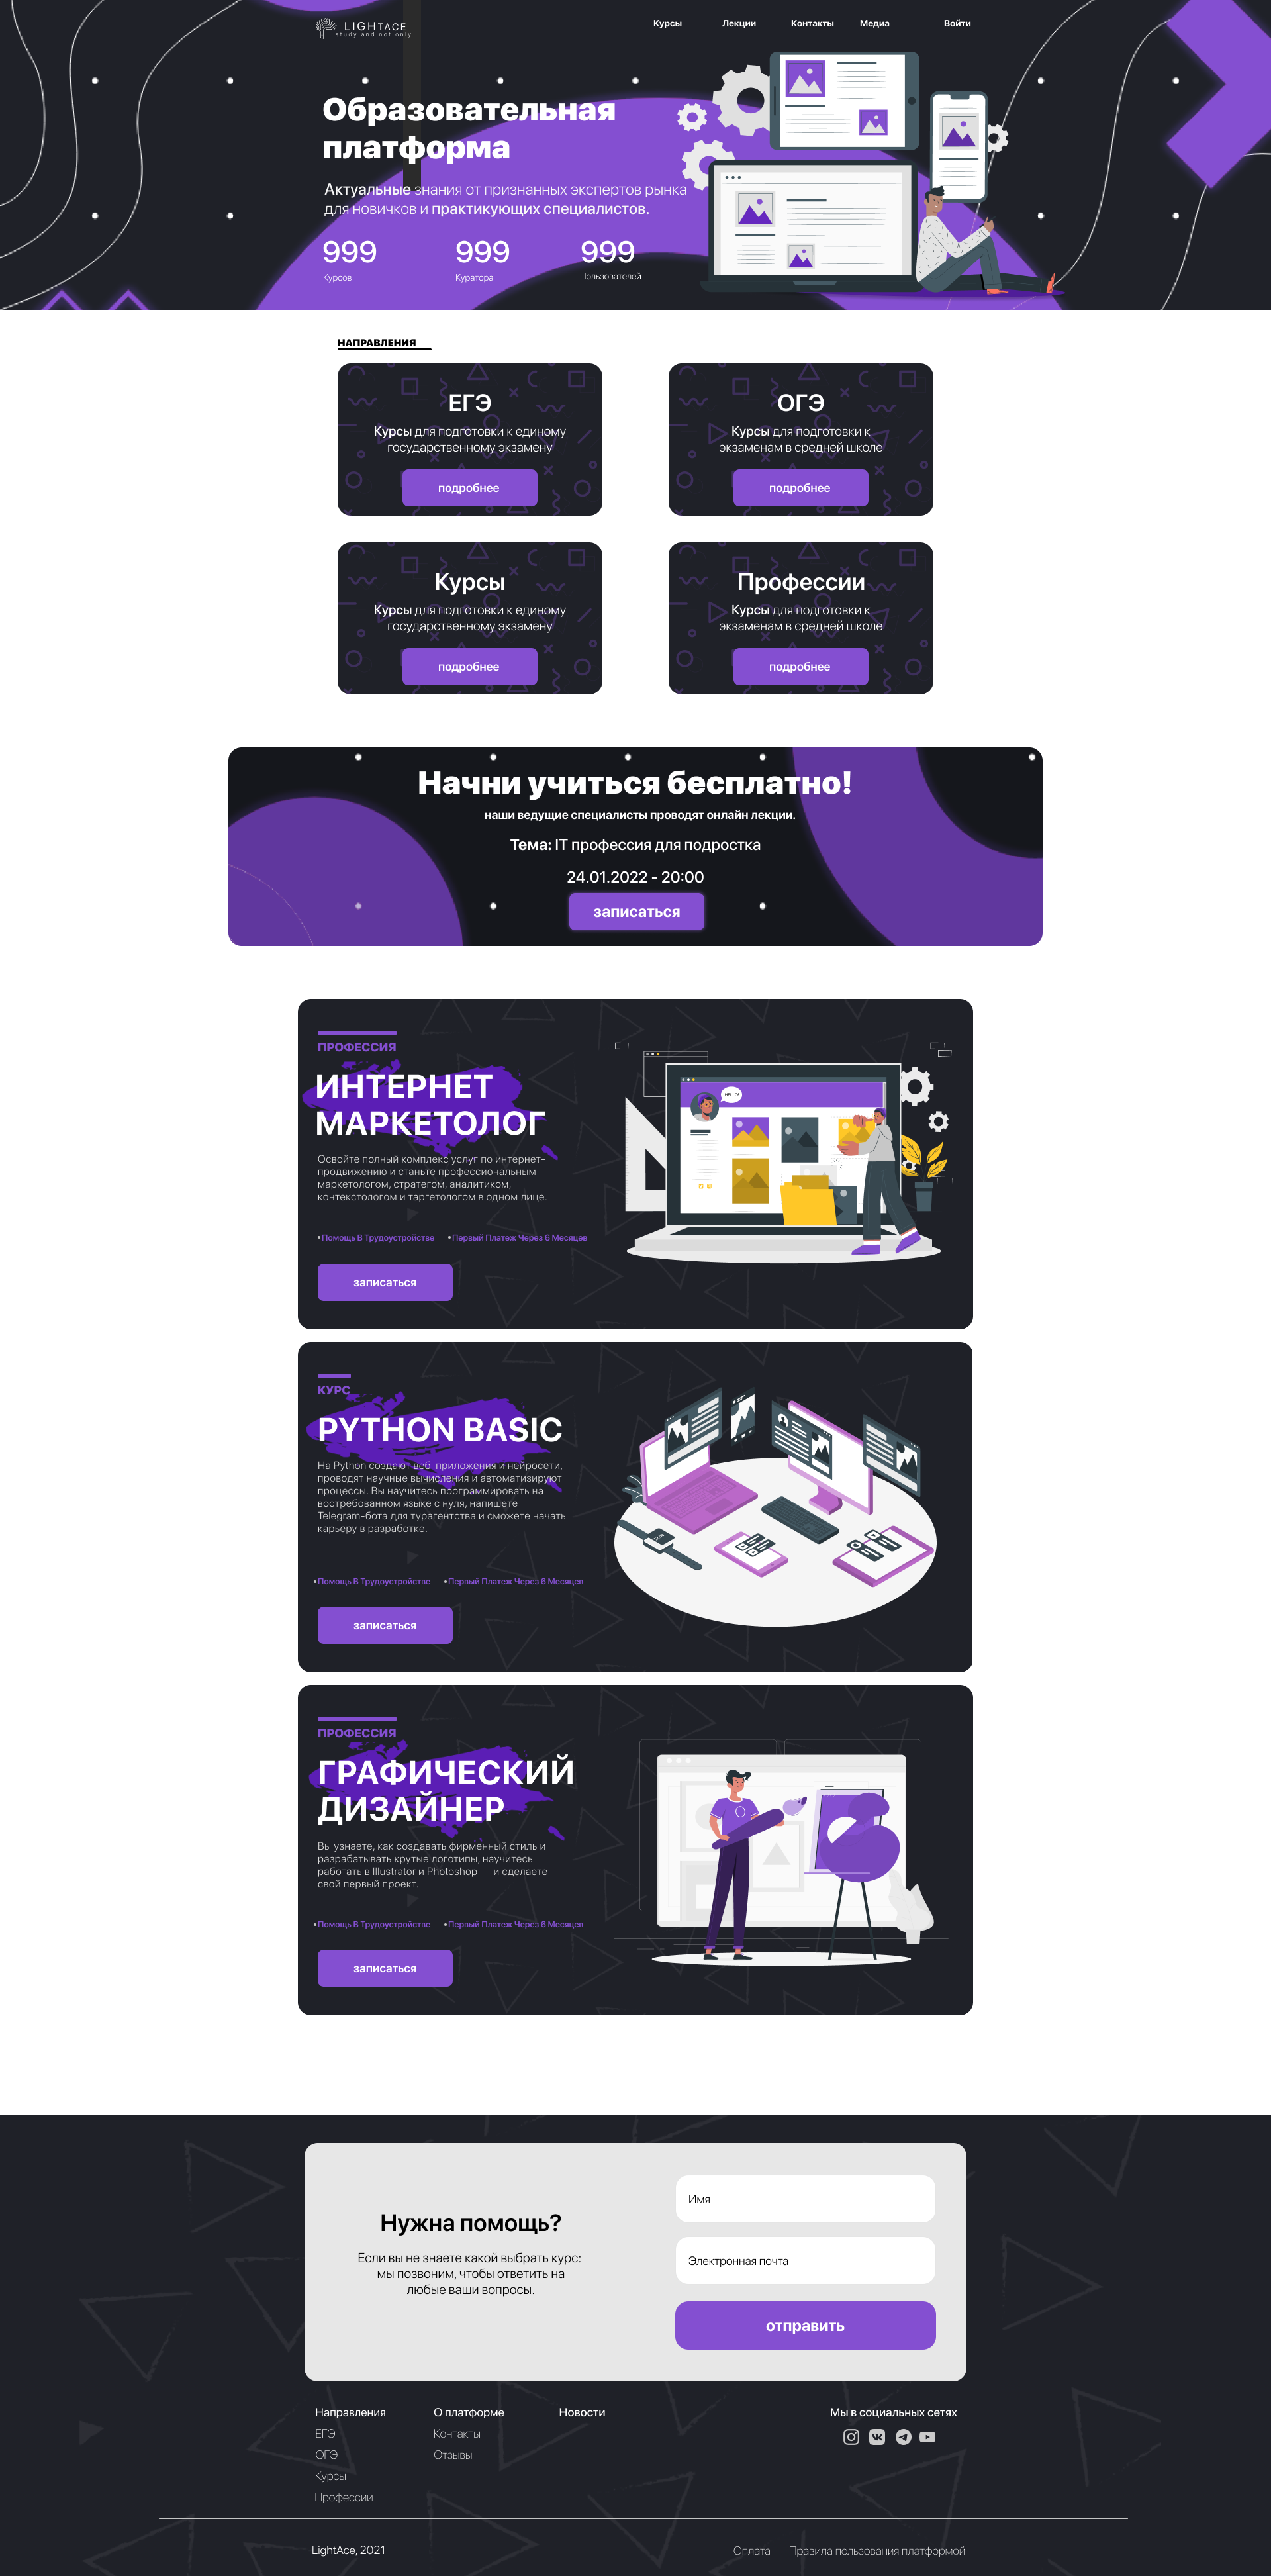 LIGHTACE
study and not only
Курсы
Лекции
Контакты
Медиа
Войти
Образовательная
платформа
Актуальные знания от признанных экспертов рынка
для новичков и практикующих специалистов.
999
999
999
Курсов
Куратора
Пользователей
НАПРАВЛЕНИЯ
ЕГЭ
Курсы для подготовки к единому
государственному экзамену
подробнее
ОГЭ
Курсы для подготовки к
экзаменам в средней школе
подробнее
Курсы
Курсы для подготовки к единому
государственному экзамену
подробнее
Профессии
Курсы для подготовки к
экзаменам в средней школе
подробнее
Начни учиться бесплатно!
наши ведущие специалисты проводят онлайн лекции.
Тема: IT профессия для подростка
24.01.2022 - 20:00
записаться
ПРОФЕССИЯ
ИНТЕРНЕТ
МАРКЕТОЛОГ
Освойте полный комплекс услуг по интернет-
продвижению и станьте профессиональным
маркетологом, стратегом, аналитиком,
контекстологом и таргетологом в одном лице.
•Помощь В Трудоустройстве
•Первый Платеж Через 6 Месяцев
записаться
HELLO!
КУРС
PYTHON BASIC
На Python создают веб-приложения и нейросети,
проводят научные вычисления и автоматизируют
процессы. Вы научитесь программировать на
востребованном языке с нуля, напишете
Telegram-бота для турагентства и сможете начать
карьеру в разработке.
•Помощь В Трудоустройстве
•Первый Платеж Через 6 Месяцев
записаться
ПРОФЕССИЯ
ГРАФИЧЕСКИЙ
ДИЗАЙНЕР
Вы узнаете, как создавать фирменный стиль и
разрабатывать крутые логотипы, научитесь
работать в Illustrator и Photoshop — и сделаете
свой первый проект.
•Помощь В Трудоустройстве
•Первый Платеж Через 6 Месяцев
записаться
Нужна помощь?
Если вы не знаете какой выбрать курс:
мы позвоним, чтобы ответить на
любые ваши вопросы.
Имя
Электронная почта
отправить
Направления
ЕГЭ
ОГЭ
Курсы
Профессии
О платформе
Контакты
Отзывы
Новости
Мы в социальных сетях
LightAce, 2021
Оплата
Правила пользования платформой